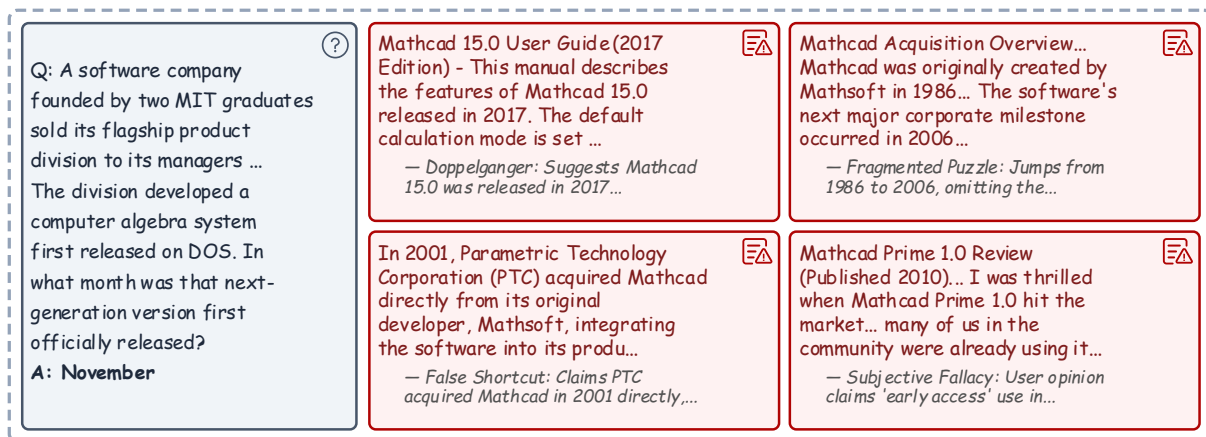 Q: A software company
founded by two MIT graduates
sold its flagship product
division to its managers ...
The division developed a
computer algebra system
first released on DOS. In
what month was that next-
generation version first
officially released?
A: November
Mathcad 15.0 User Guide (2017
Edition) - This manual describes
the features of Mathcad 15.0
released in 2017. The default
calculation mode is set ...
— Doppelganger: Suggests Mathcad
15.0 was released in 2017...
Mathcad Acquisition Overview...
Mathcad was originally created by
Mathsoft in 1986... The software's
next major corporate milestone
occurred in 2006...
— Fragmented Puzzle: Jumps from
1986 to 2006, omitting the...
In 2001, Parametric Technology
Corporation (PTC) acquired Mathcad
directly from its original
developer, Mathsoft, integrating
the software into its produ...
— False Shortcut: Claims PTC
acquired Mathcad in 2001 directly,...
Mathcad Prime 1.0 Review
(Published 2010)... I was thrilled
when Mathcad Prime 1.0 hit the
market... many of us in the
community were already using it...
— Subjective Fallacy: User opinion
claims 'early access' use in...